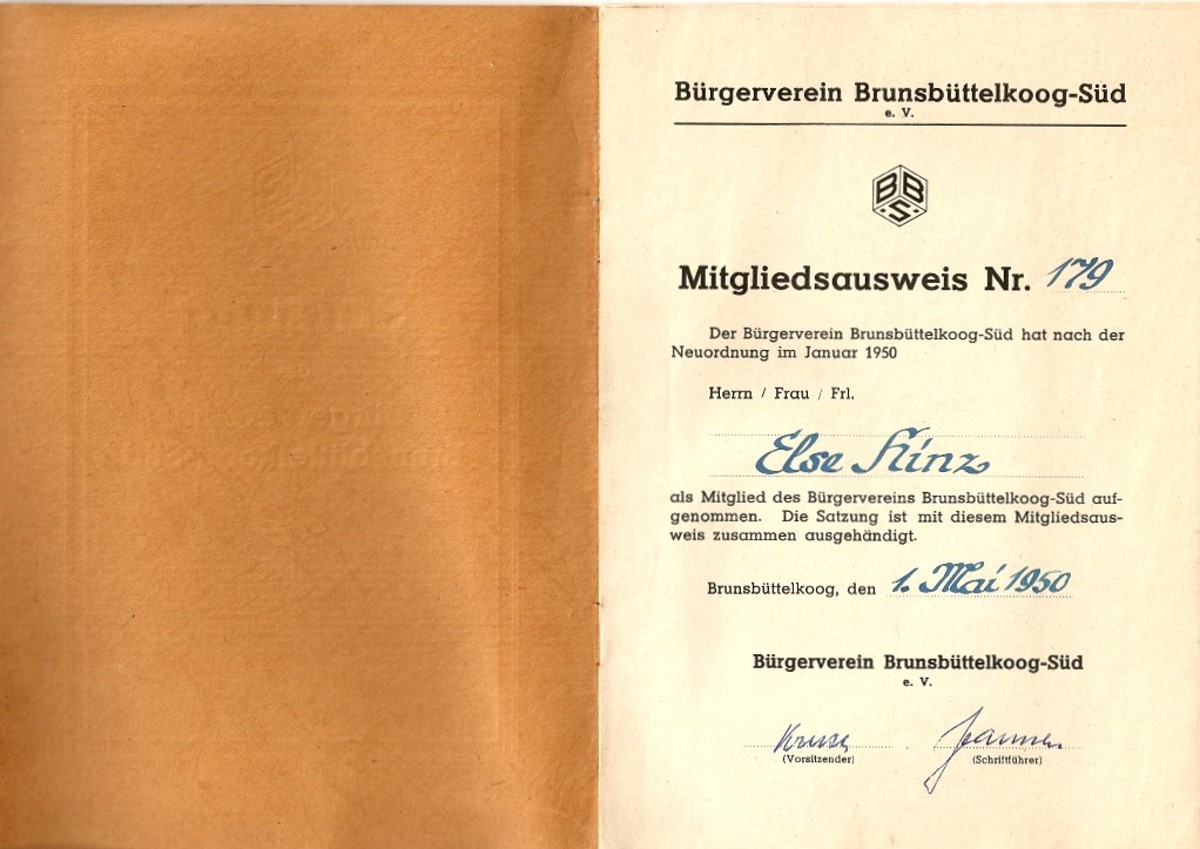 Bürgerverein Brunsbüttelkoog-Süd
e. V.
BBS
Mitgliedsausweis Nr. 179
Der Bürgerverein Brunsbüttelkoog-Süd hat nach der
Neuordnung im Januar 1950
Herrn / Frau / Frl.
Else Hinz
als Mitglied des Bürgervereins Brunsbüttelkoog-Süd auf-
genommen. Die Satzung ist mit diesem Mitgliedsaus-
weis zusammen ausgehändigt.
Brunsbüttelkoog, den 1. Mai 1950
Bürgerverein Brunsbüttelkoog-Süd
e. V.
Kruse
(Vorsitzender) (Schriftführer)